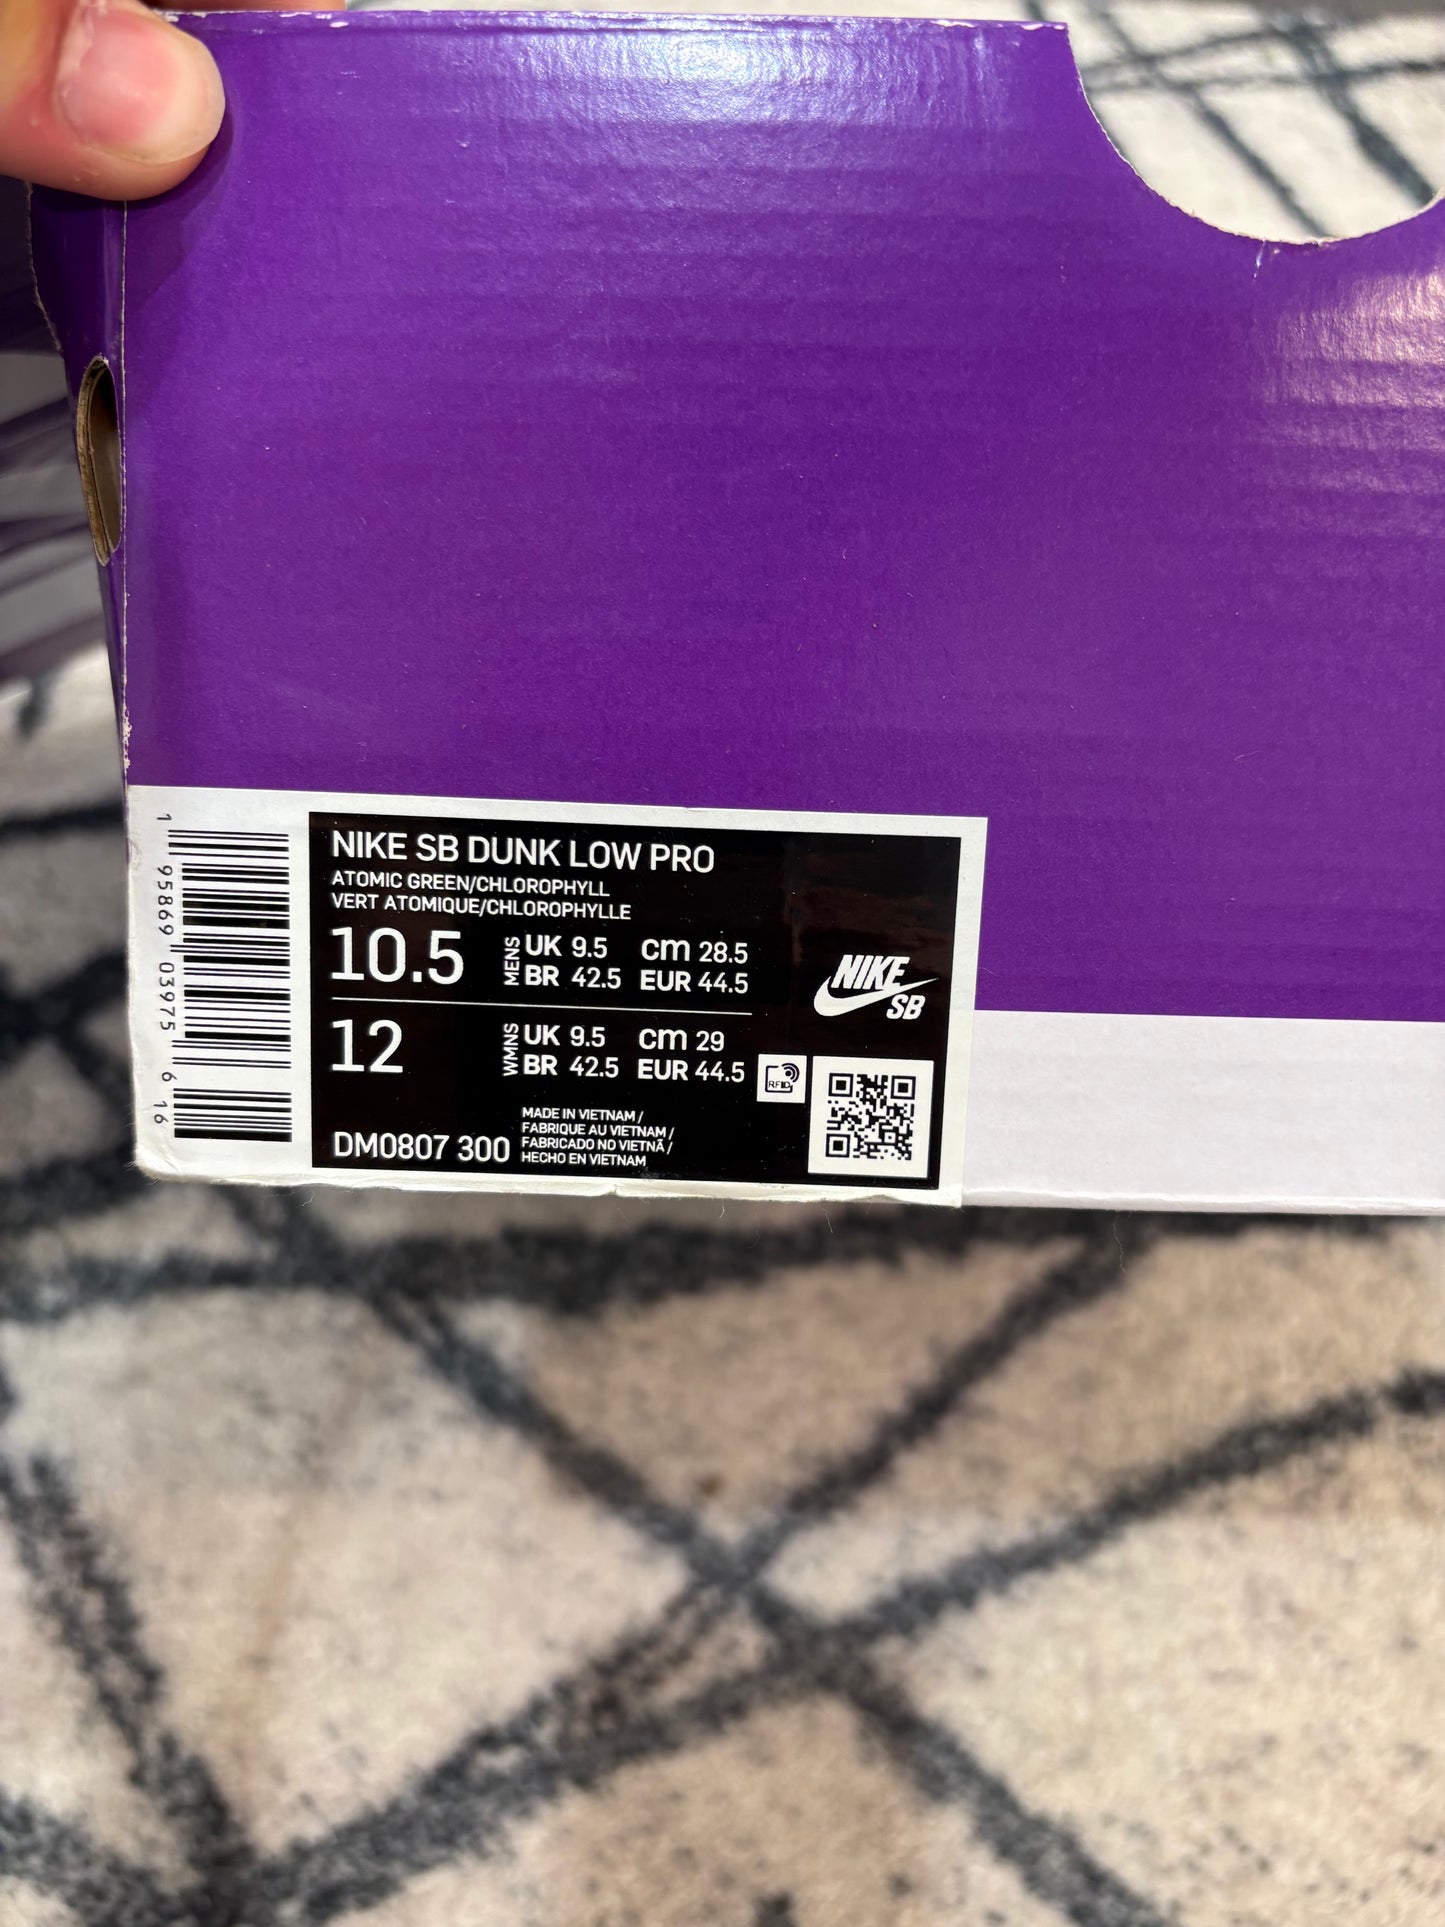 NIKE SB DUNK LOW PRO
ATOMIC GREEN/CHLOROPHYLL
VERT ATOMIQUE/CHLOROPHYLLE
10.5 MENS UK 9.5 cm 28.5
BR 42.5 EUR 44.5
NIKE
SB
12 WMNS UK 9.5 cm 29
BR 42.5 EUR 44.5
RFID
DM0807 300
MADE IN VIETNAM /
FABRIQUE AU VIETNAM /
FABRICADO NO VIETNÃ /
HECHO EN VIETNAM
1 95869 03975 6 16